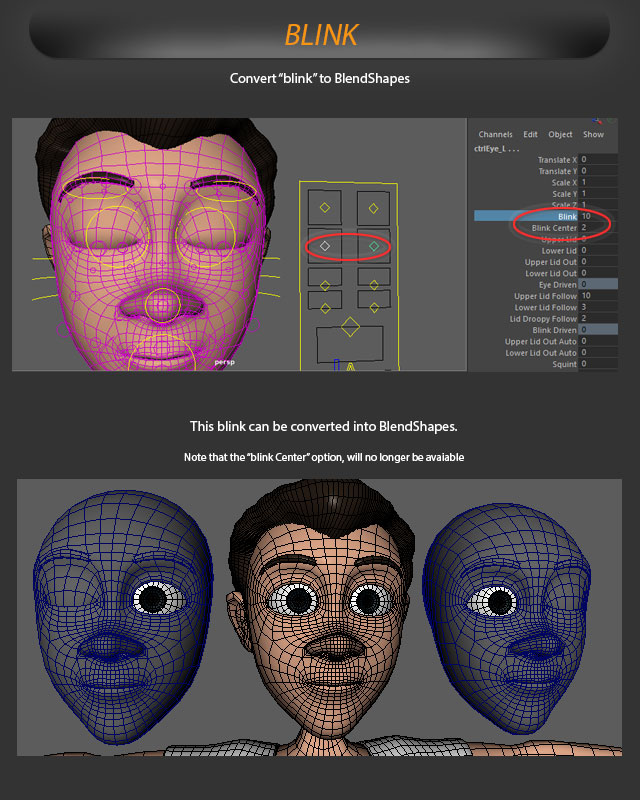 BLINK
Convert “blink” to BlendShapes
Channels Edit Object Show
ctrlEye_L . . .
Translate X 0
Translate Y 0
Scale X 1
Scale Y 1
Scale Z 1
Blink 10
Blink Center 2
Upper Lid 0
Lower Lid 0
Upper Lid Out 0
Lower Lid Out 0
Eye Driven 0
Upper Lid Follow 10
Lower Lid Follow 3
Lid Droopy Follow 2
Blink Driven 0
Upper Lid Out Auto 0
Lower Lid Out Auto 0
Squint 0
persp
This blink can be converted into BlendShapes.
Note that the “blink Center” option, will no longer be avaiable